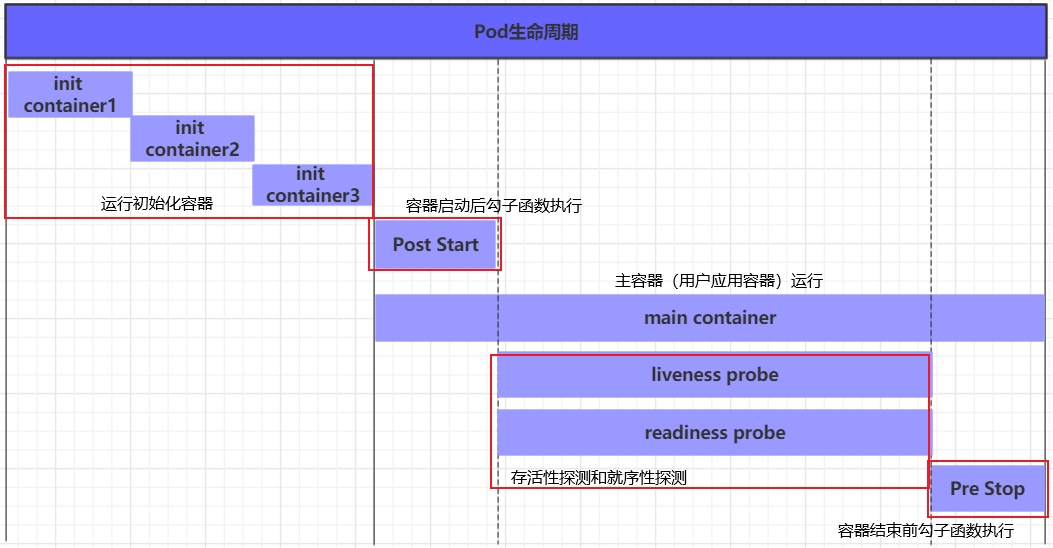 Pod生命周期
init
container1
init
container2
init
container3
运行初始化容器
容器启动后勾子函数执行
Post Start
主容器（用户应用容器）运行
main container
liveness probe
readiness probe
存活性探测和就序性探测
Pre Stop
容器结束前勾子函数执行